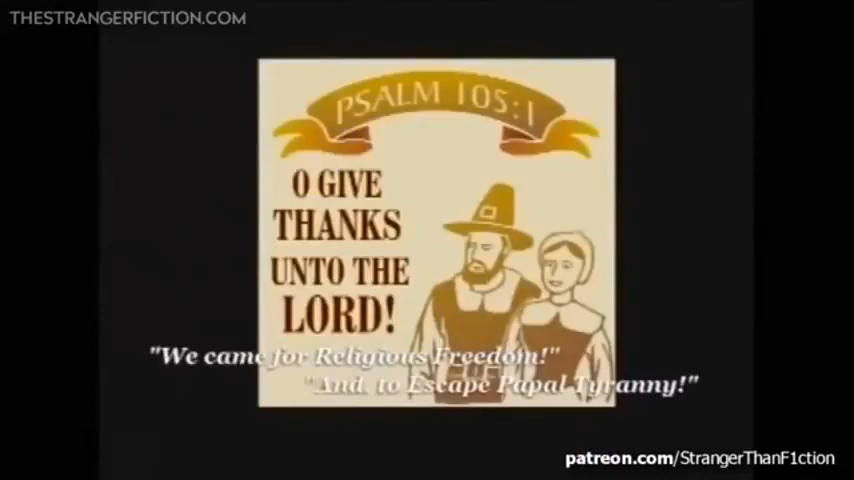 THESTRANGERFICTION.COM
PSALM 105:1
O GIVE
THANKS
UNTO THE
LORD!
"We came for Religious Freedom!"
"And, to Escape Papal Tyranny!"
patreon.com/StrangerThanF1ction